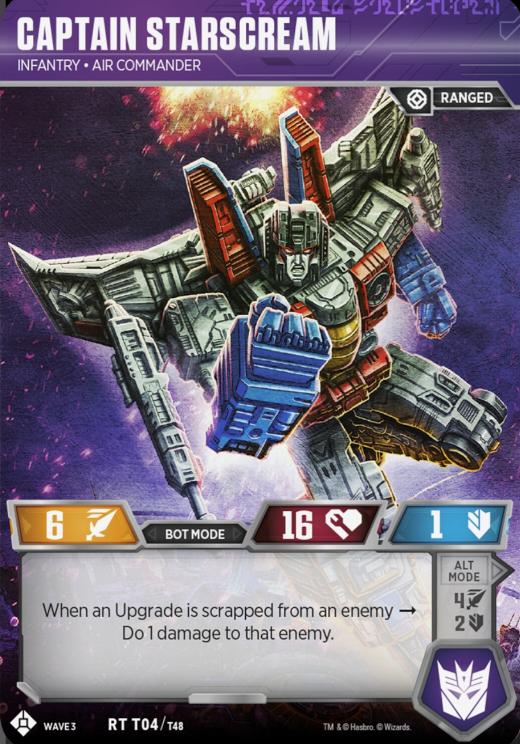 CAPTAIN STARSCREAM
INFANTRY • AIR COMMANDER
RANGED
6
BOT MODE
16
1
ALT
MODE
4
2
When an Upgrade is scrapped from an enemy →
Do 1 damage to that enemy.
WAVE 3
RT T04/T48
TM & © Hasbro. © Wizards.